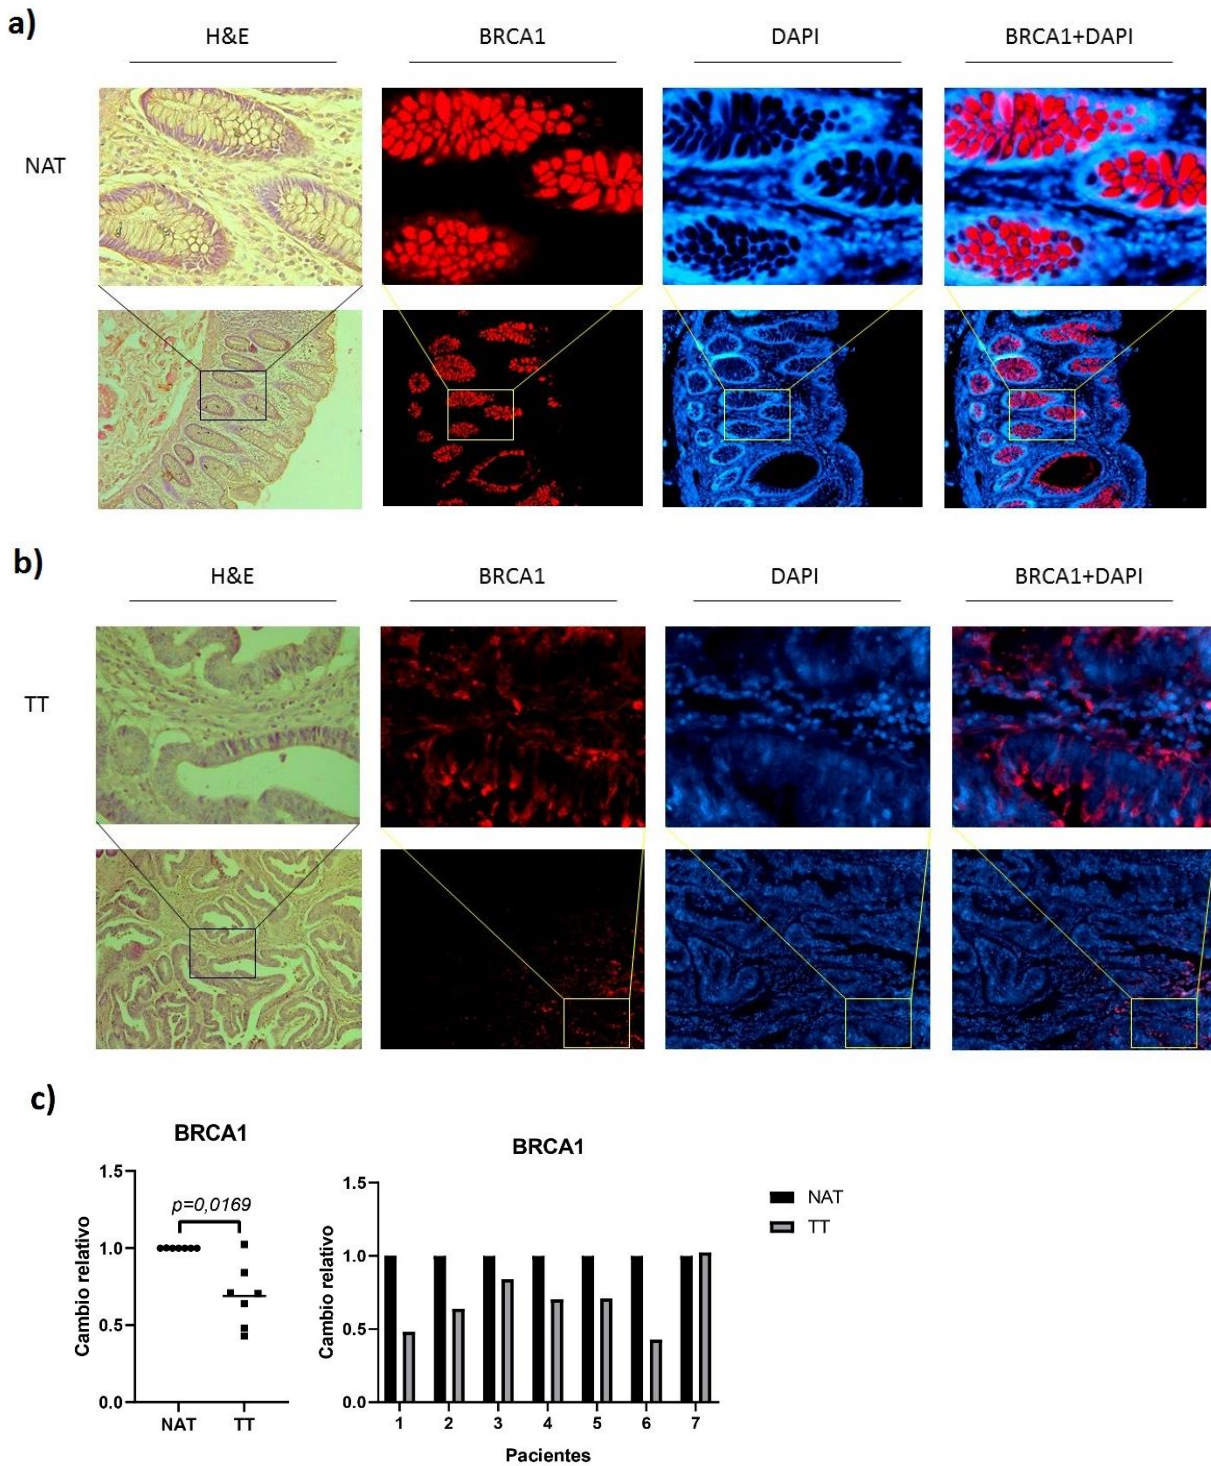 a)
H&E BRCA1 DAPI BRCA1+DAPI
NAT
b)
H&E BRCA1 DAPI BRCA1+DAPI
TT
c)
BRCA1
1.5
p=0,0169
1.0
0.5
0.0
Cambio relativo
NAT TT
BRCA1
1.5
1.0
0.5
0.0
Cambio relativo
1 2 3 4 5 6 7
Pacientes
NAT
TT